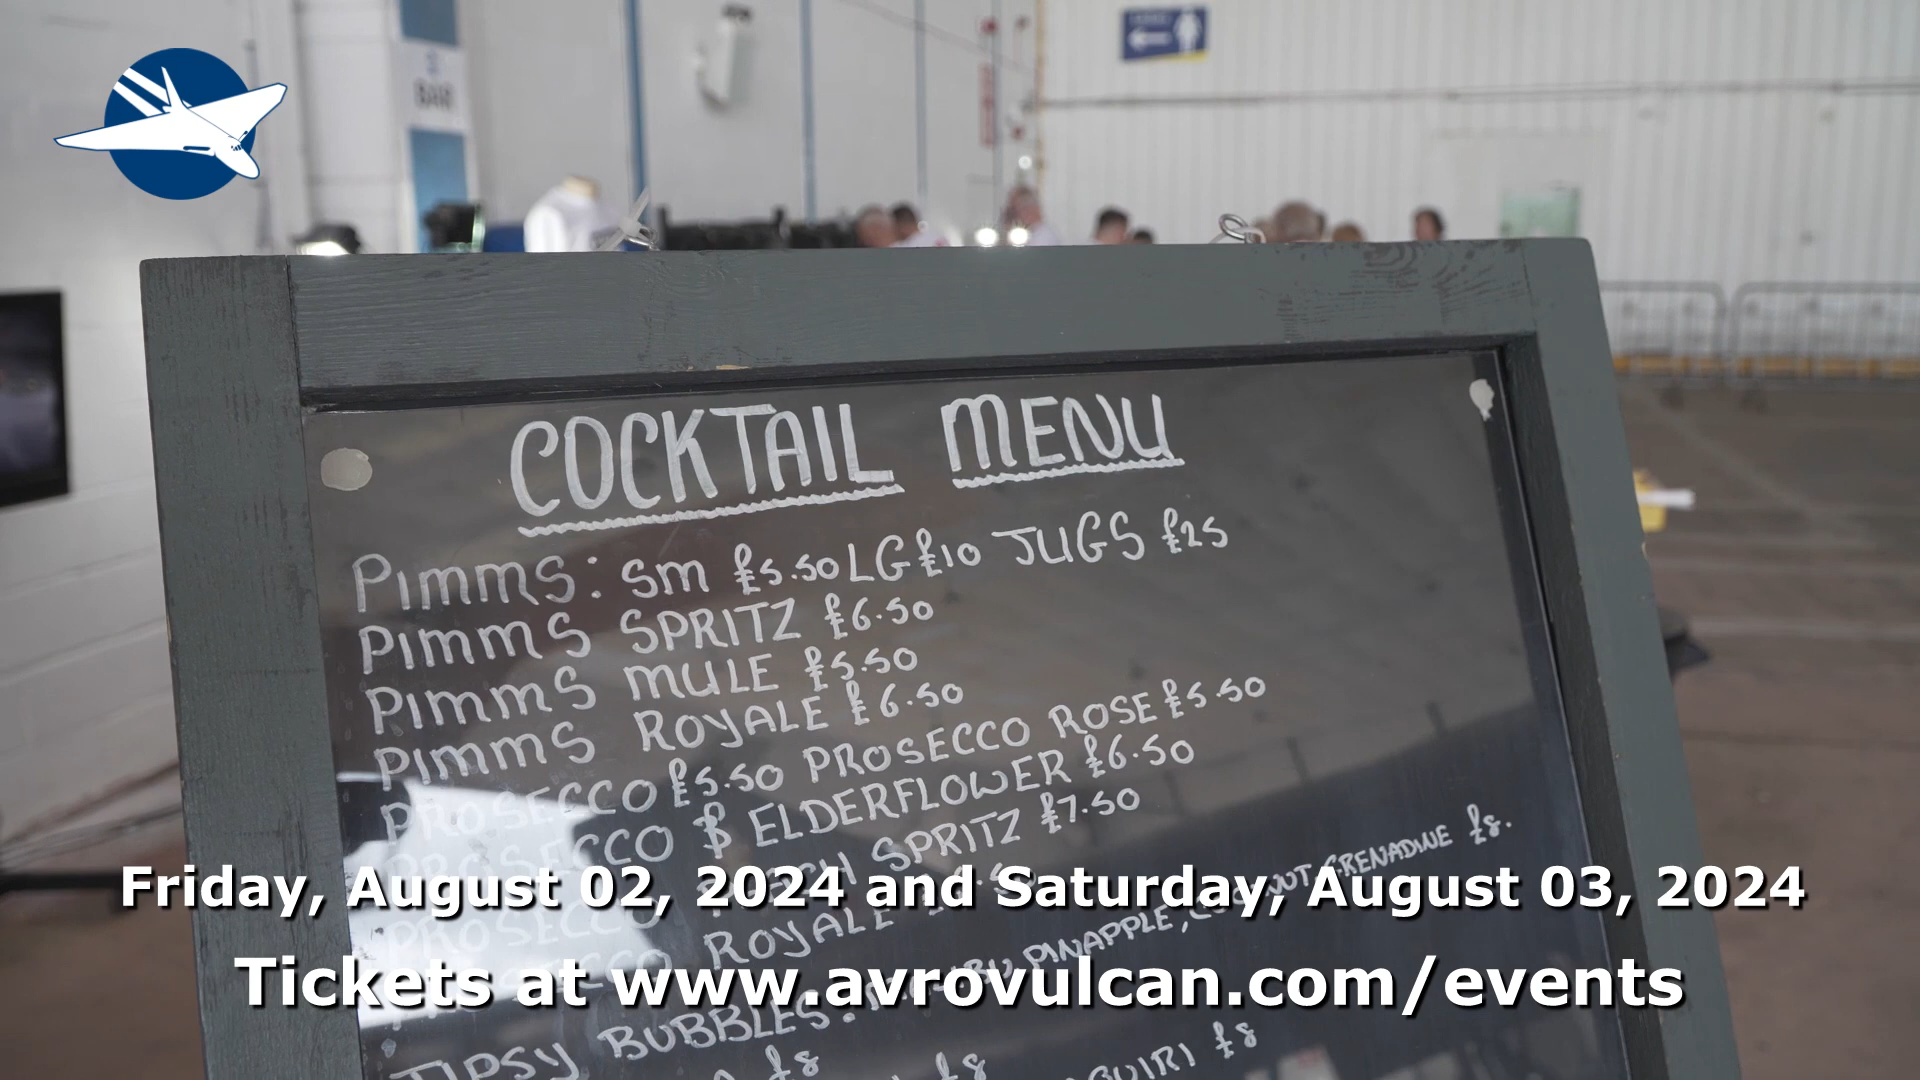 BAR
COCKTAIL MENU
PIMMS: SM £5.50 LG £10 JUGS £25
PIMMS SPRITZ £6.50
PIMMS MULE £5.50
PIMMS ROYALE £6.50
PROSECCO £5.50 PROSECCO ROSE £5.50
PROSECCO & ELDERFLOWER £6.50
PROSECCO SPRITZ £7.50
PROSECCO ROYALE
TIPSY BUBBLES: PINAPPLE, GRENADINE £8.
£8 £8 £8
Friday, August 02, 2024 and Saturday, August 03, 2024
Tickets at www.avrovulcan.com/events